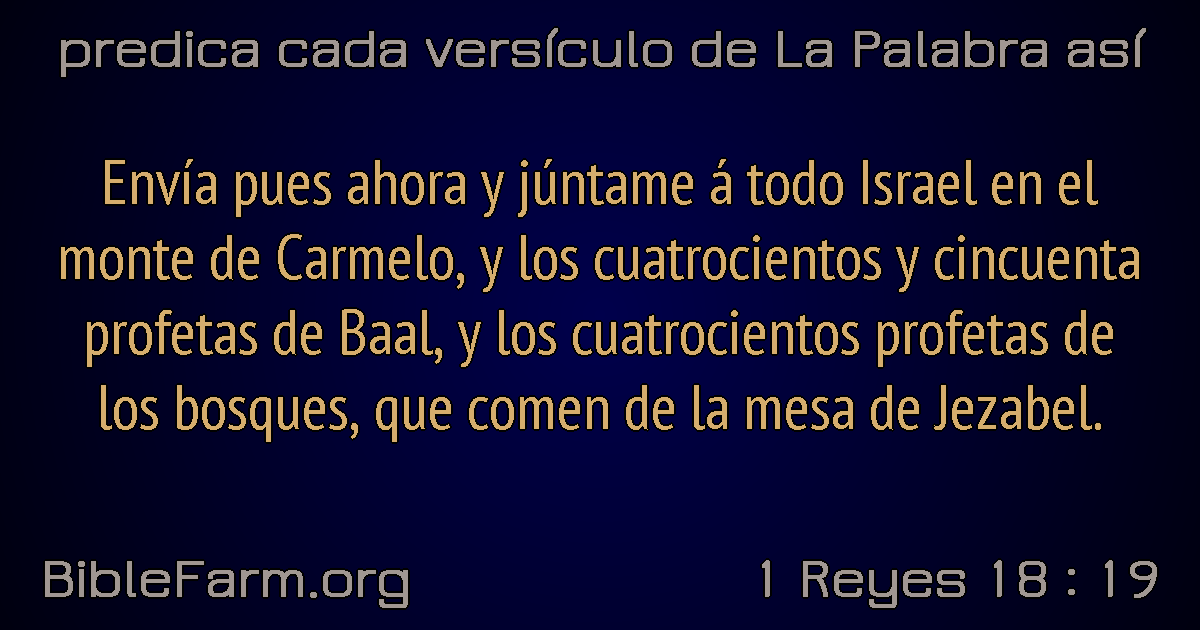 predica cada versículo de La Palabra así
Envía pues ahora y júntame á todo Israel en el
monte de Carmelo, y los cuatrocientos y cincuenta
profetas de Baal, y los cuatrocientos profetas de
los bosques, que comen de la mesa de Jezabel.
BibleFarm.org
1 Reyes 18 : 19